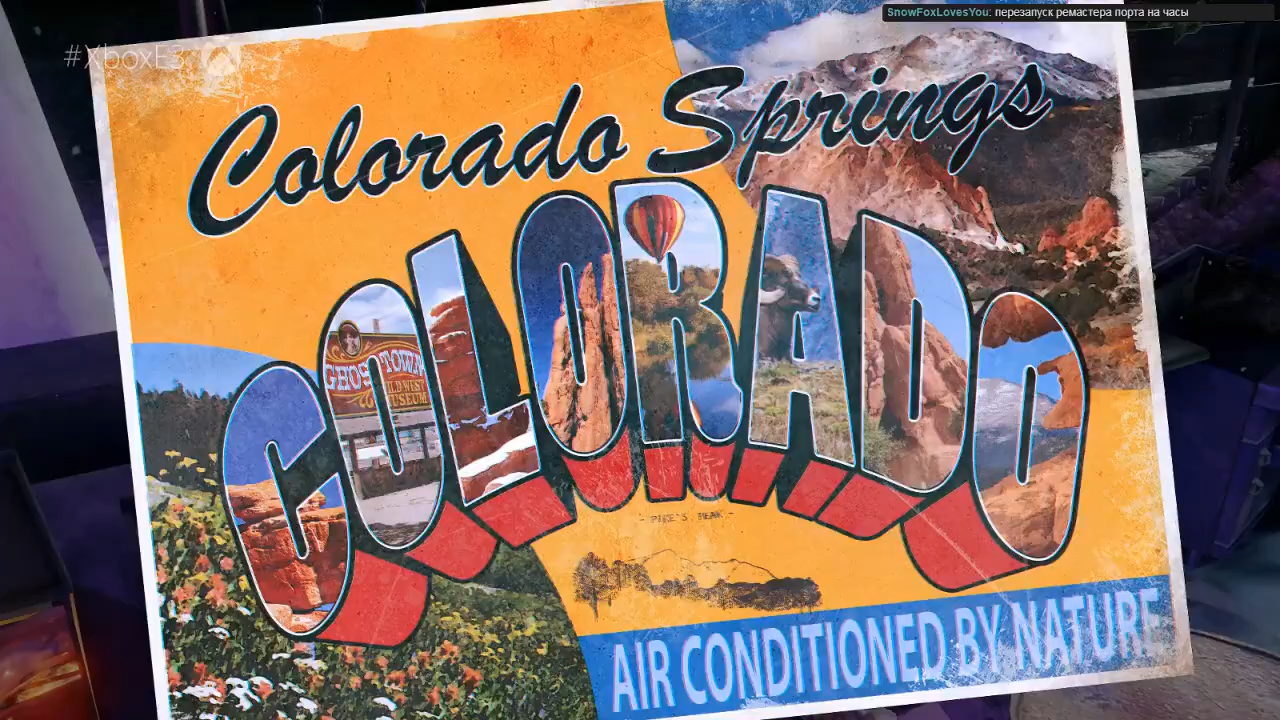 SnowFoxLovesYou: перезапуск ремастера порта на часы
#XboxE3
Colorado Springs
COLORADO
GHOST TOWN
WILD WEST
MUSEUM
- PIKE'S PEAK -
AIR CONDITIONED BY NATURE